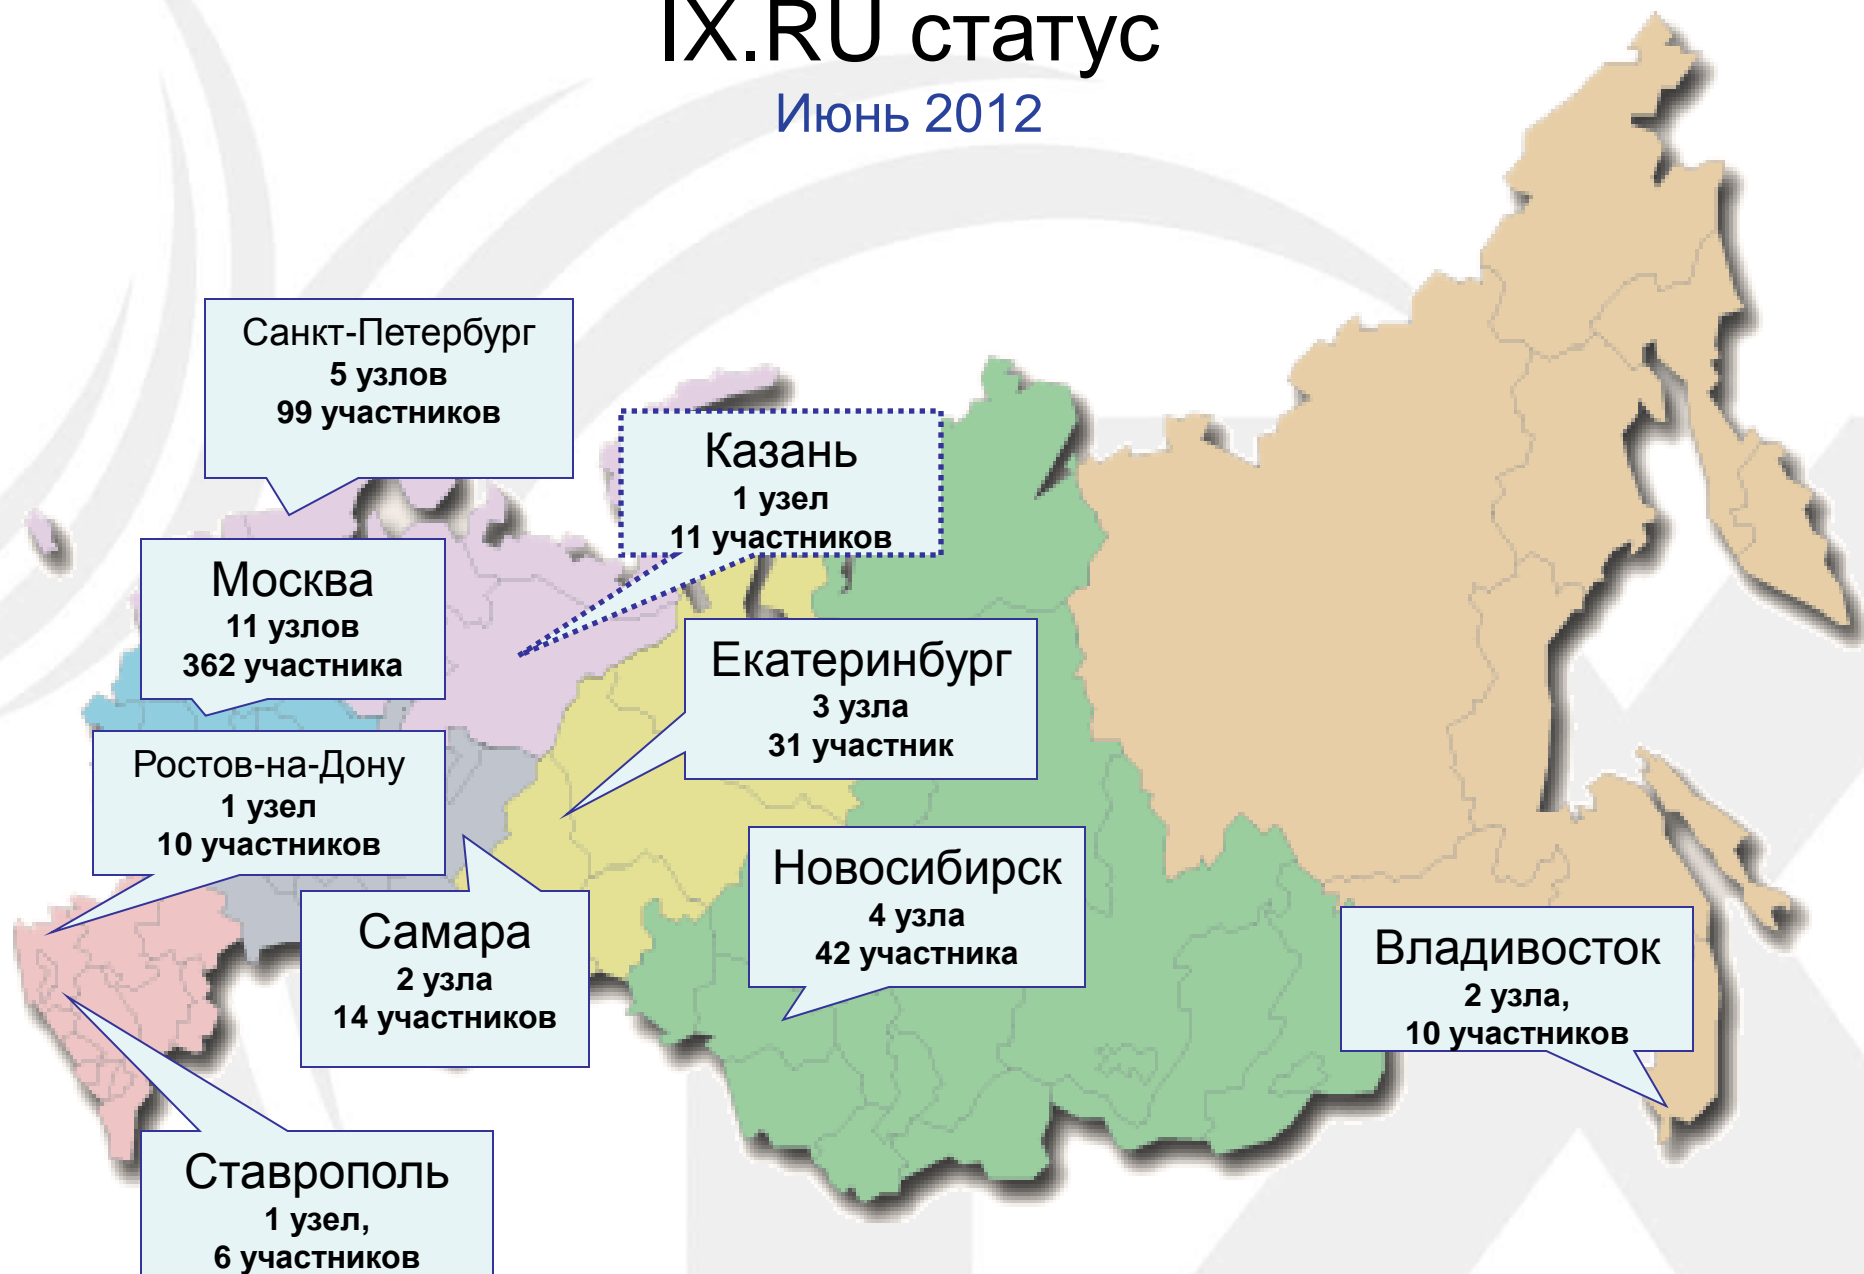 IX.RU статус
Июнь 2012
Санкт-Петербург
5 узлов
99 участников
Казань
1 узел
11 участников
Москва
11 узлов
362 участника
Екатеринбург
3 узла
31 участник
Ростов-на-Дону
1 узел
10 участников
Новосибирск
4 узла
42 участника
Самара
2 узла
14 участников
Владивосток
2 узла,
10 участников
Ставрополь
1 узел,
6 участников